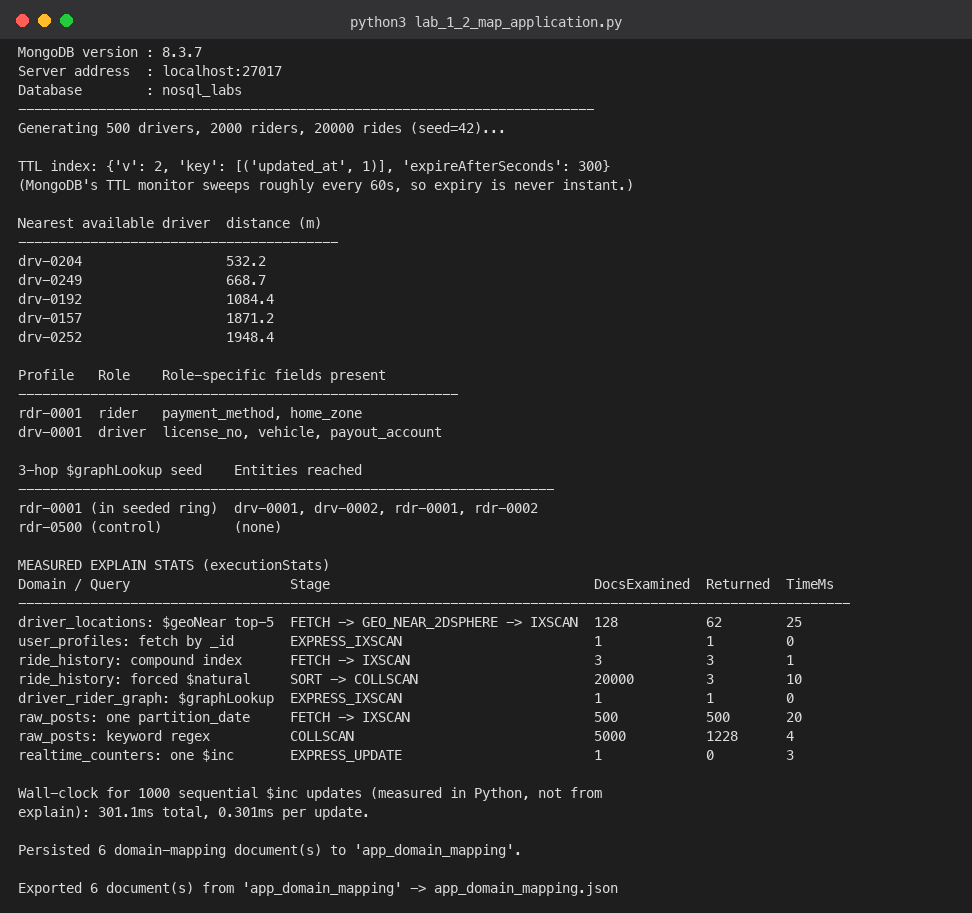 python3 lab_1_2_map_application.py
MongoDB version : 8.3.7
Server address  : localhost:27017
Database        : nosql_labs
------------------------------------------------------------------------
Generating 500 drivers, 2000 riders, 20000 rides (seed=42)...
TTL index: {'v': 2, 'key': [('updated_at', 1)], 'expireAfterSeconds': 300}
(MongoDB's TTL monitor sweeps roughly every 60s, so expiry is never instant.)
Nearest available driver  distance (m)
----------------------------------------
drv-0204                  532.2
drv-0249                  668.7
drv-0192                  1084.4
drv-0157                  1871.2
drv-0252                  1948.4
Profile   Role    Role-specific fields present
-------------------------------------------------------
rdr-0001  rider   payment_method, home_zone
drv-0001  driver  license_no, vehicle, payout_account
3-hop $graphLookup seed    Entities reached
-------------------------------------------------------------------
rdr-0001 (in seeded ring)  drv-0001, drv-0002, rdr-0001, rdr-0002
rdr-0500 (control)         (none)
MEASURED EXPLAIN STATS (executionStats)
Domain / Query                    Stage                                 DocsExamined  Returned  TimeMs
--------------------------------------------------------------------------------------------------------
driver_locations: $geoNear top-5  FETCH -> GEO_NEAR_2DSPHERE -> IXSCAN  128           62        25
user_profiles: fetch by _id       EXPRESS_IXSCAN                        1             1         0
ride_history: compound index      FETCH -> IXSCAN                       3             3         1
ride_history: forced $natural     SORT -> COLLSCAN                      20000         3         10
driver_rider_graph: $graphLookup  EXPRESS_IXSCAN                        1             1         0
raw_posts: one partition_date     FETCH -> IXSCAN                       500           500       20
raw_posts: keyword regex          COLLSCAN                              5000          1228      4
realtime_counters: one $inc       EXPRESS_UPDATE                        1             0         3
Wall-clock for 1000 sequential $inc updates (measured in Python, not from
explain): 301.1ms total, 0.301ms per update.
Persisted 6 domain-mapping document(s) to 'app_domain_mapping'.
Exported 6 document(s) from 'app_domain_mapping' -> app_domain_mapping.json